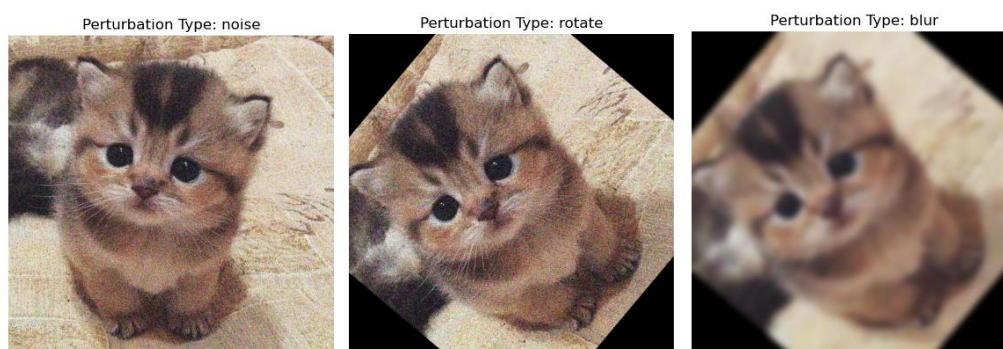 Perturbation Type: noise
Perturbation Type: rotate
Perturbation Type: blur